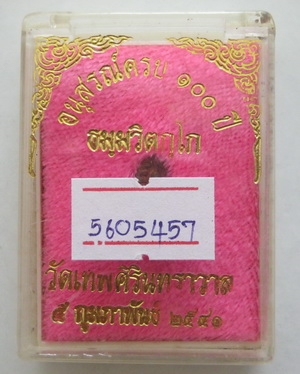 อนุสรณ์ครบ ๑๐๐ ปี
ธมฺมวิตกฺโก
5605457
วัดเทพศิรินทราวาส
๕ กุมภาพันธ์ ๒๕๔๑